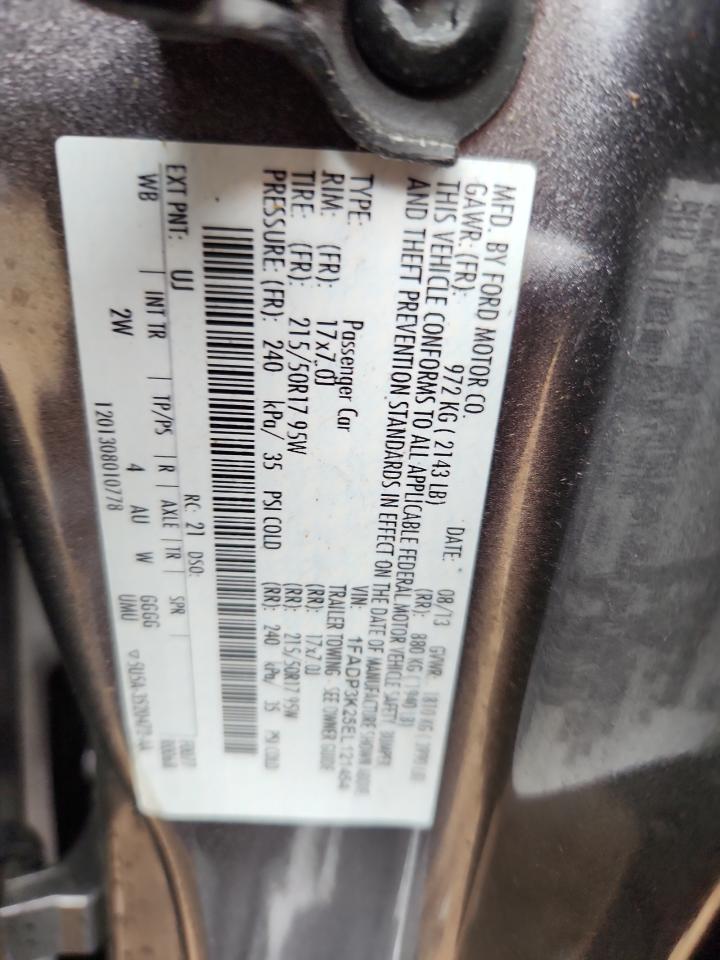 MFD. BY FORD MOTOR CO.
DATE: 08/13 GVWR:
GAWR: (FR): 972 KG ( 2143 LB) (RR): 880 KG ( 1940 LB)
THIS VEHICLE CONFORMS TO ALL APPLICABLE FEDERAL MOTOR VEHICLE SAFETY, BUMPER,
AND THEFT PREVENTION STANDARDS IN EFFECT ON THE DATE OF MANUFACTURE SHOWN ABOVE.
VIN: 1FADP3K25EL121454
TYPE: Passenger Car TRAILER TOWING SEE OWNER GUIDE
RIM: (FR): 17x7.0J (RR): 17x7.0J
TIRE: (FR): 215/50R17 95W (RR): 215/50R17 95W
PRESSURE: (FR): 240 kPa/ 35 PSI COLD (RR): 240 kPa/ 35 PSI COLD
EXT PNT: UJ RC: 21 DSO:
WB INT TR TP/PS R AXLE TR SPR
2W 4 AU W GGGG
UMU
1201308010778